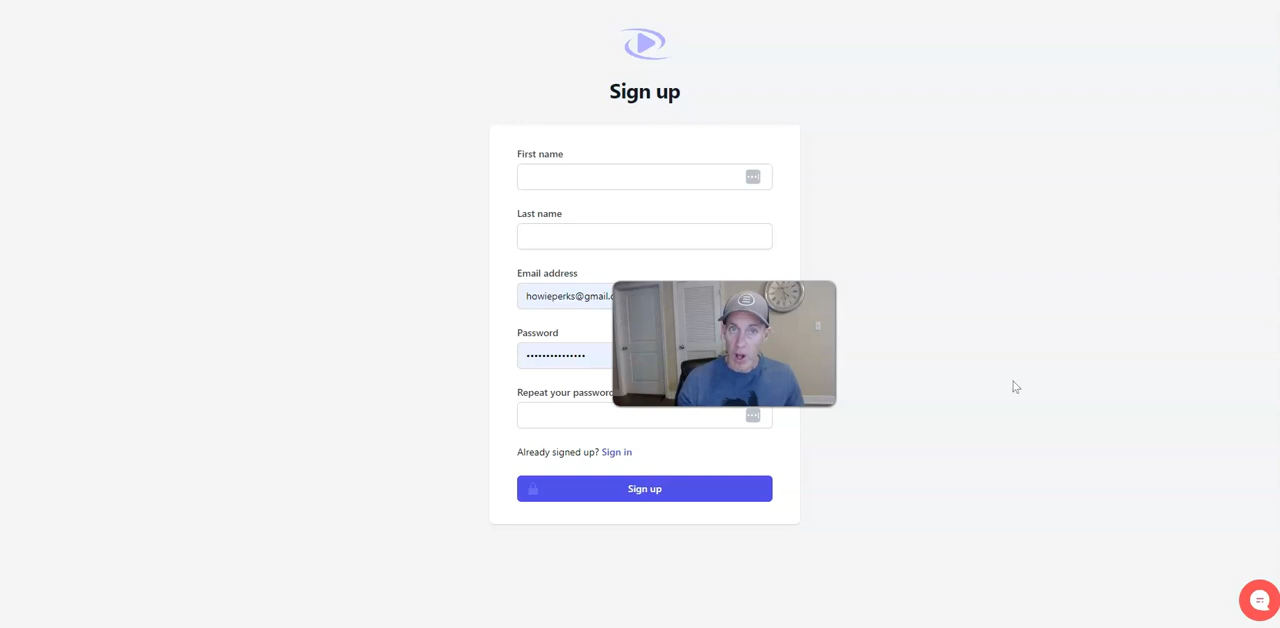 Sign up
First name
Last name
Email address
howieperks@gmail.c
Password
Repeat your password
Already signed up? Sign in
Sign up